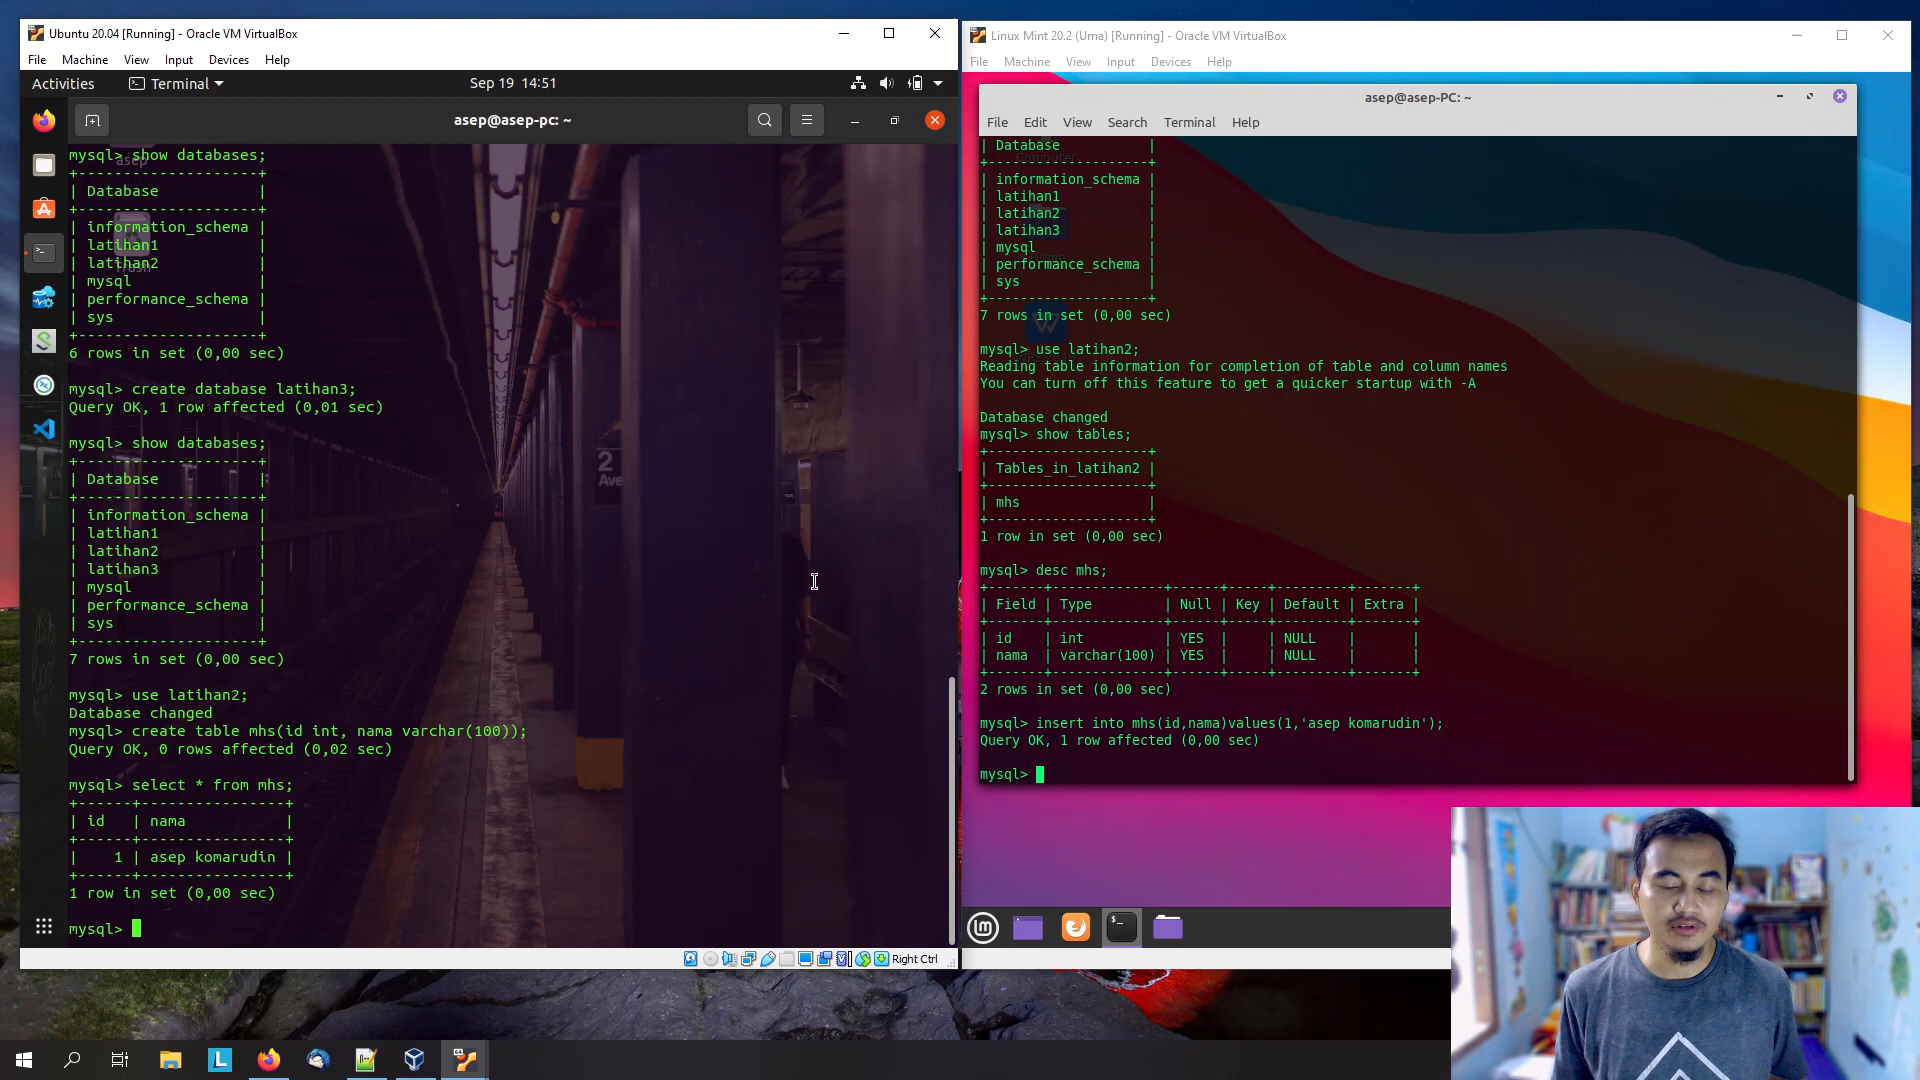 Ubuntu 20.04 [Running] - Oracle VM VirtualBox
File Machine View Input Devices Help
Activities Terminal Sep 19 14:51
asep@asep-pc: ~
mysql> show databases;
asep
+--------------------+
| Database |
+--------------------+
| information_schema |
| latihan1 |
| latihan2 |
Trash
| mysql |
| performance_schema |
| sys |
+--------------------+
6 rows in set (0,00 sec)
mysql> create database latihan3;
Query OK, 1 row affected (0,01 sec)
mysql> show databases;
+--------------------+
| Database |
+--------------------+
| information_schema |
| latihan1 |
| latihan2 |
| latihan3 |
| mysql |
| performance_schema |
| sys |
+--------------------+
7 rows in set (0,00 sec)
mysql> use latihan2;
Database changed
mysql> create table mhs(id int, nama varchar(100));
Query OK, 0 rows affected (0,02 sec)
mysql> select * from mhs;
+------+----------------+
| id | nama |
+------+----------------+
| 1 | asep komarudin |
+------+----------------+
1 row in set (0,00 sec)
mysql>
2
Ave
Right Ctrl
Linux Mint 20.2 (Uma) [Running] - Oracle VM VirtualBox
File Machine View Input Devices Help
asep@asep-PC: ~
File Edit View Search Terminal Help
| Database |
Computer
+--------------------+
| information_schema |
| latihan1 |
| latihan2 |
| latihan3 |
| mysql |
Home
| performance_schema |
| sys |
+--------------------+
7 rows in set (0,00 sec)
mysql> use latihan2;
Reading table information for completion of table and column names
You can turn off this feature to get a quicker startup with -A
Database changed
mysql> show tables;
+--------------------+
| Tables_in_latihan2 |
+--------------------+
| mhs |
+--------------------+
1 row in set (0,00 sec)
mysql> desc mhs;
+-------+--------------+------+-----+---------+-------+
| Field | Type | Null | Key | Default | Extra |
+-------+--------------+------+-----+---------+-------+
| id | int | YES | | NULL | |
| nama | varchar(100) | YES | | NULL | |
+-------+--------------+------+-----+---------+-------+
2 rows in set (0,00 sec)
mysql> insert into mhs(id,nama)values(1,'asep komarudin');
Query OK, 1 row affected (0,00 sec)
mysql>